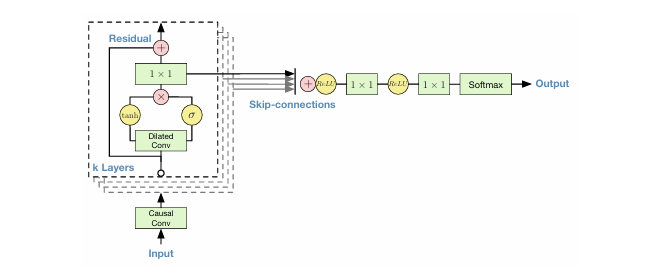 Residual
+
1 × 1
×
tanh
σ
Dilated
Conv
k Layers
Causal
Conv
Input
Skip-connections
+
ReLU
1 × 1
ReLU
1 × 1
Softmax
Output